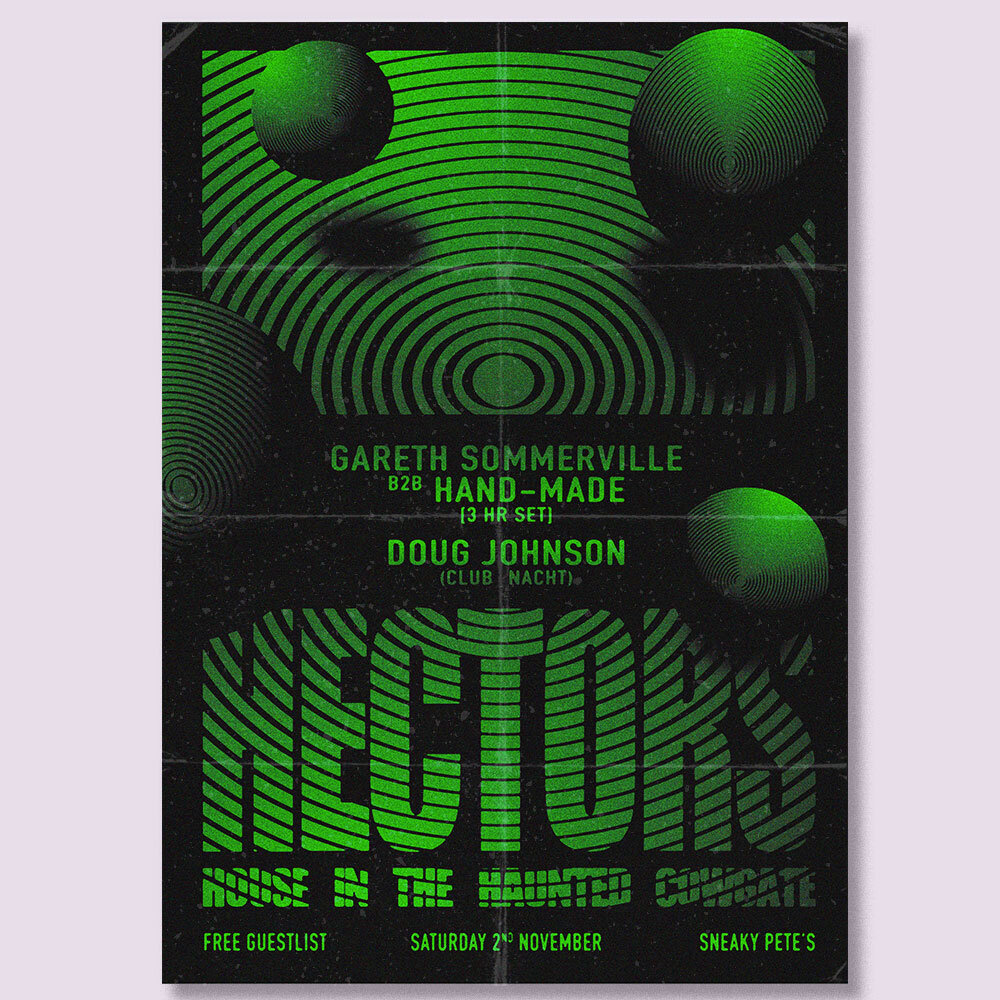 GARETH SOMMERVILLE
B2B HAND-MADE
[3 HR SET]
DOUG JOHNSON
(CLUB NACHT)
HECTORS
HOUSE IN THE HAUNTED COWGATE
FREE GUESTLIST SATURDAY 2ND NOVEMBER SNEAKY PETE'S